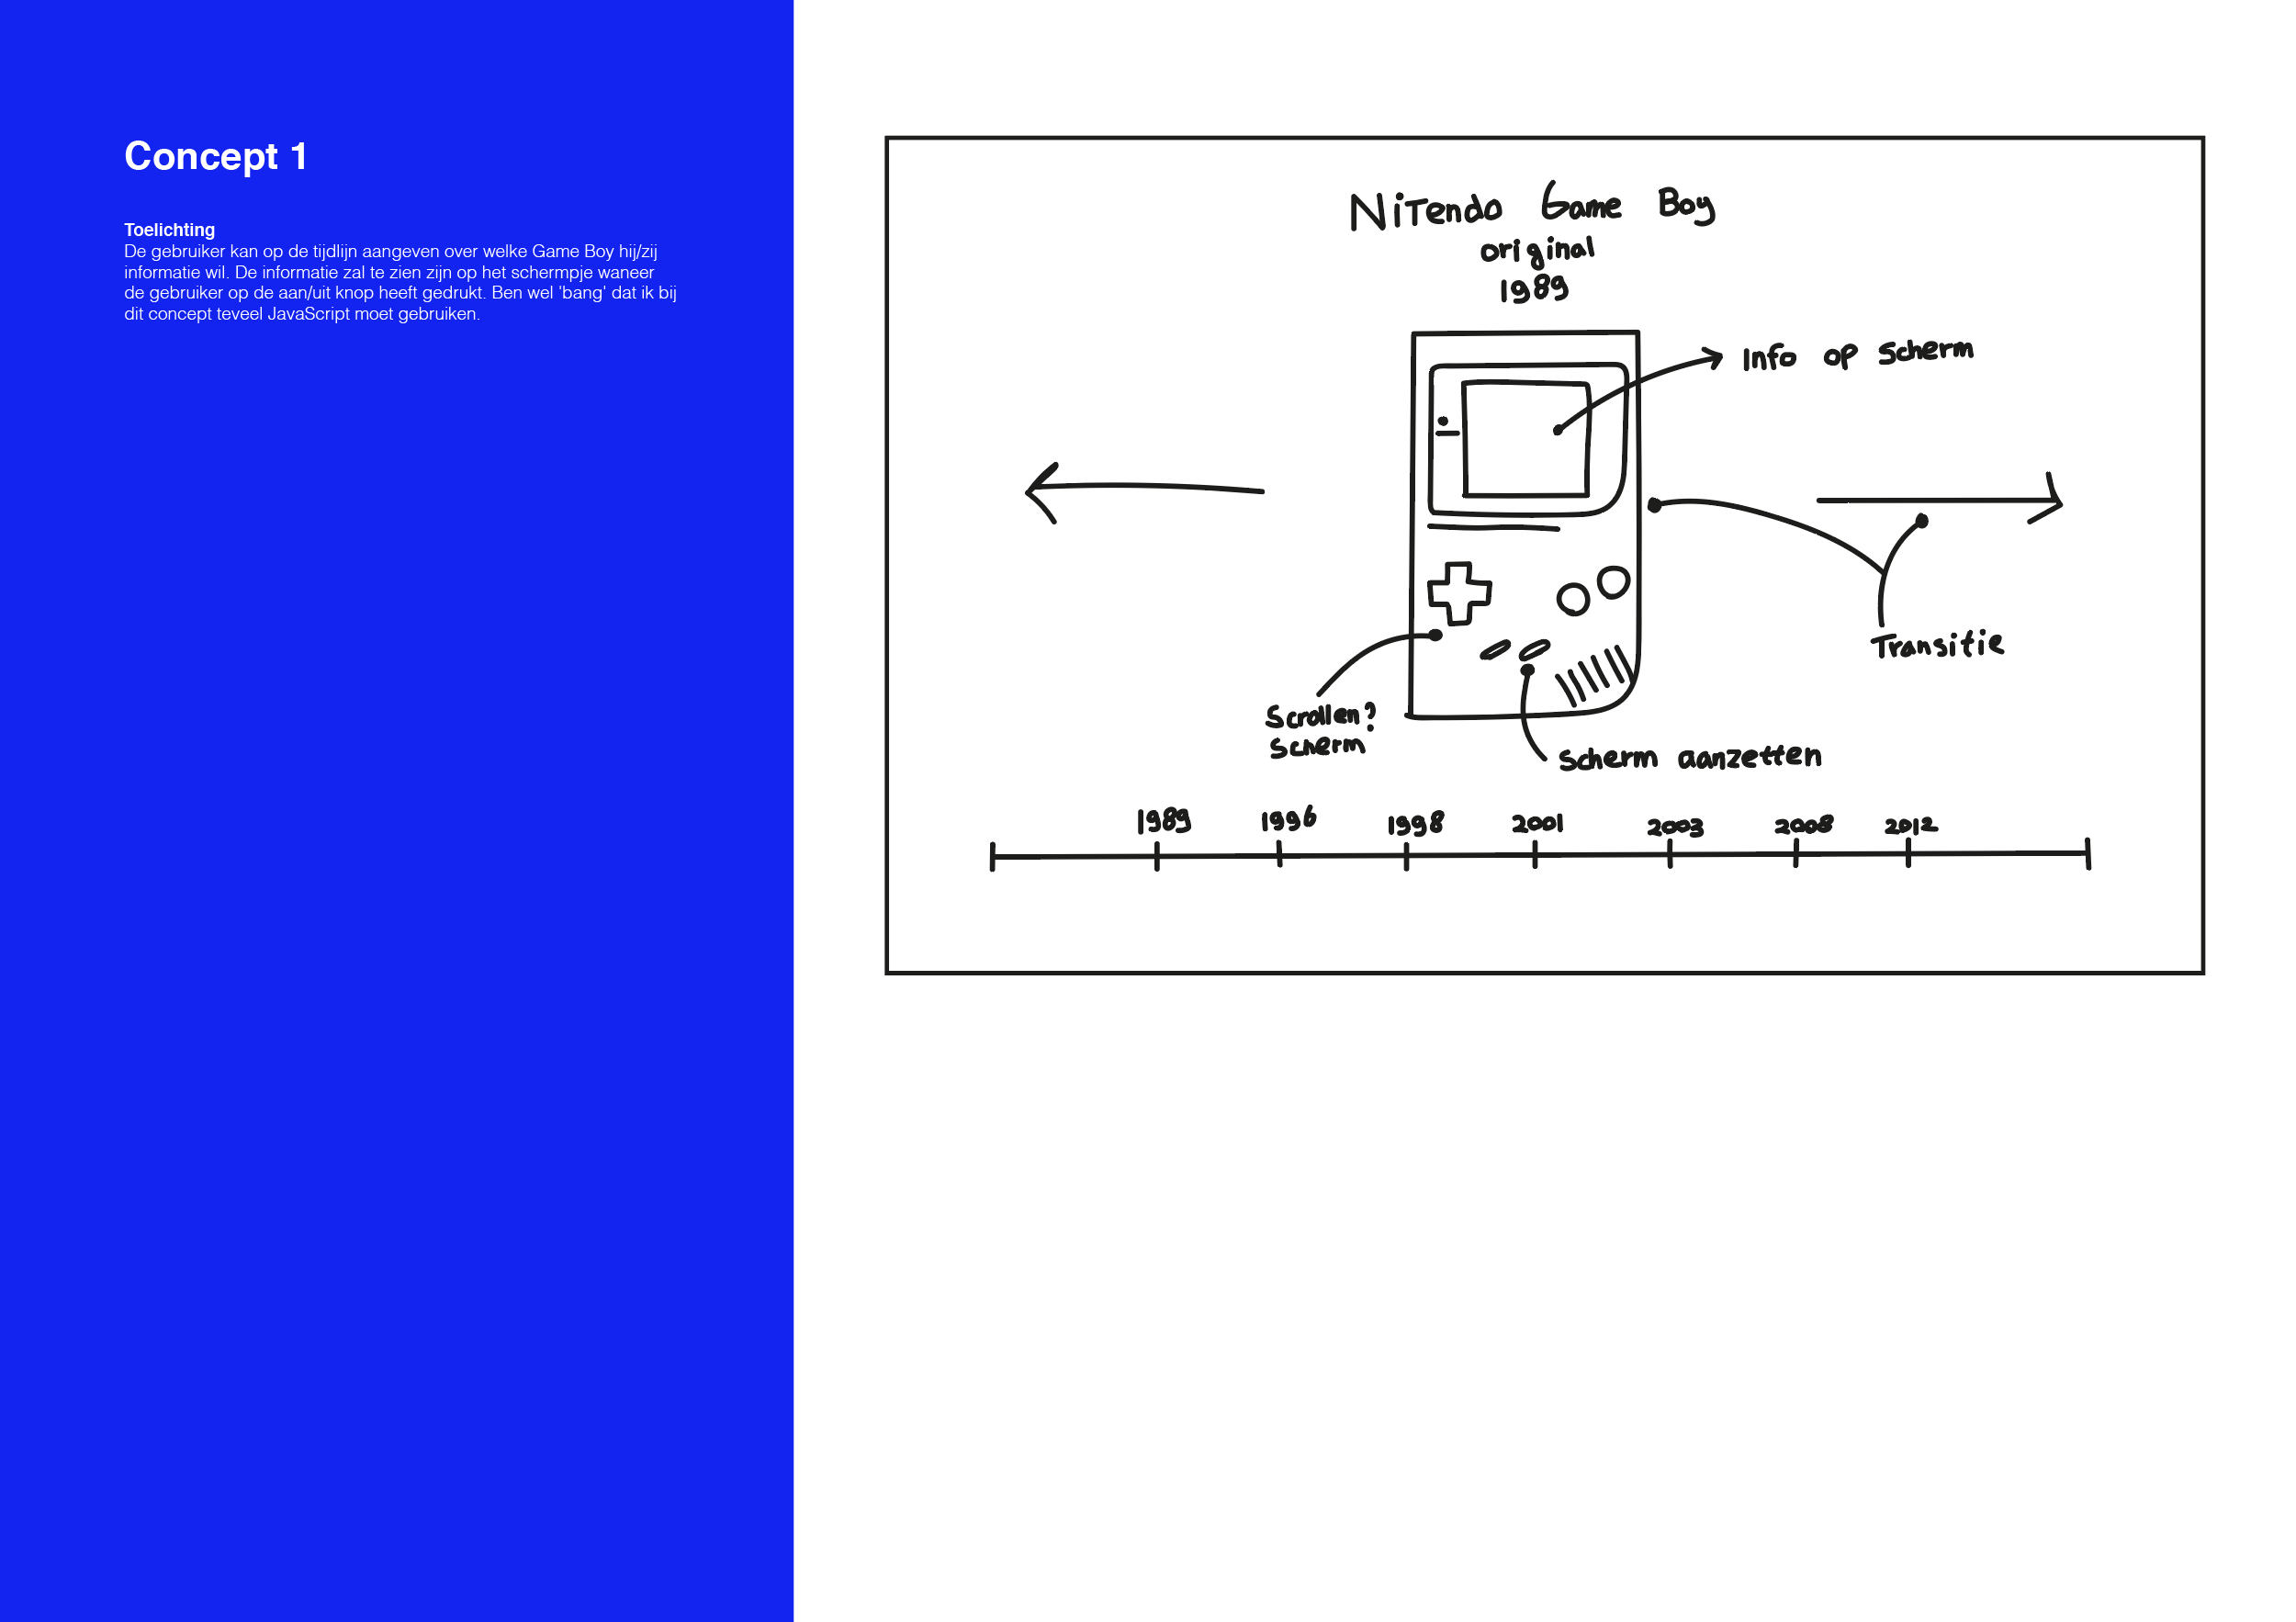 Concept 1
Toelichting
De gebruiker kan op de tijdlijn aangeven over welke Game Boy hij/zij
informatie wil. De informatie zal te zien zijn op het schermpje waneer
de gebruiker op de aan/uit knop heeft gedrukt. Ben wel 'bang' dat ik bij
dit concept teveel JavaScript moet gebruiken.
NiTendo Game Boy
original
1989
Info op scherm
Transitie
Scrollen?
Scherm
Scherm aanzetten
1989 1996 1998 2001 2003 2008 2012